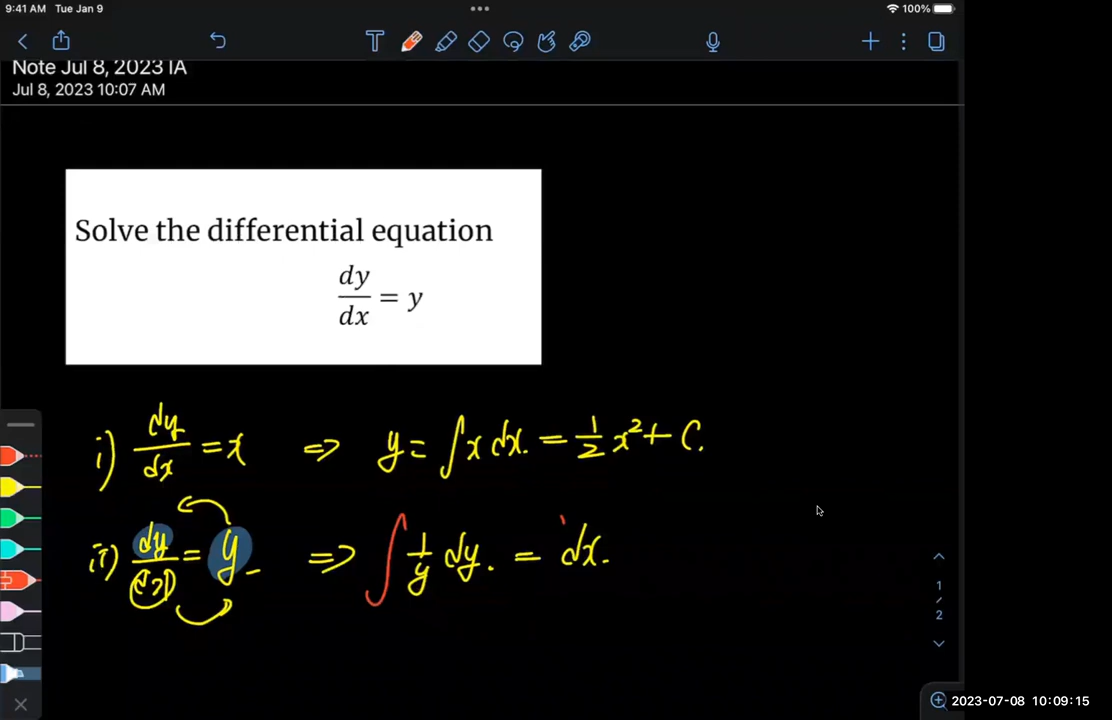 9:41 AM Tue Jan 9
100%
Note Jul 8, 2023 IA
Jul 8, 2023 10:07 AM
Solve the differential equation
dy/dx = y
i) dy/dx = x ⇒ y = ∫ x dx. = 1/2 x² + C.
ii) dy/dx = y ⇒ ∫ 1/y dy. = dx.
1
/
2
2023-07-08 10:09:15